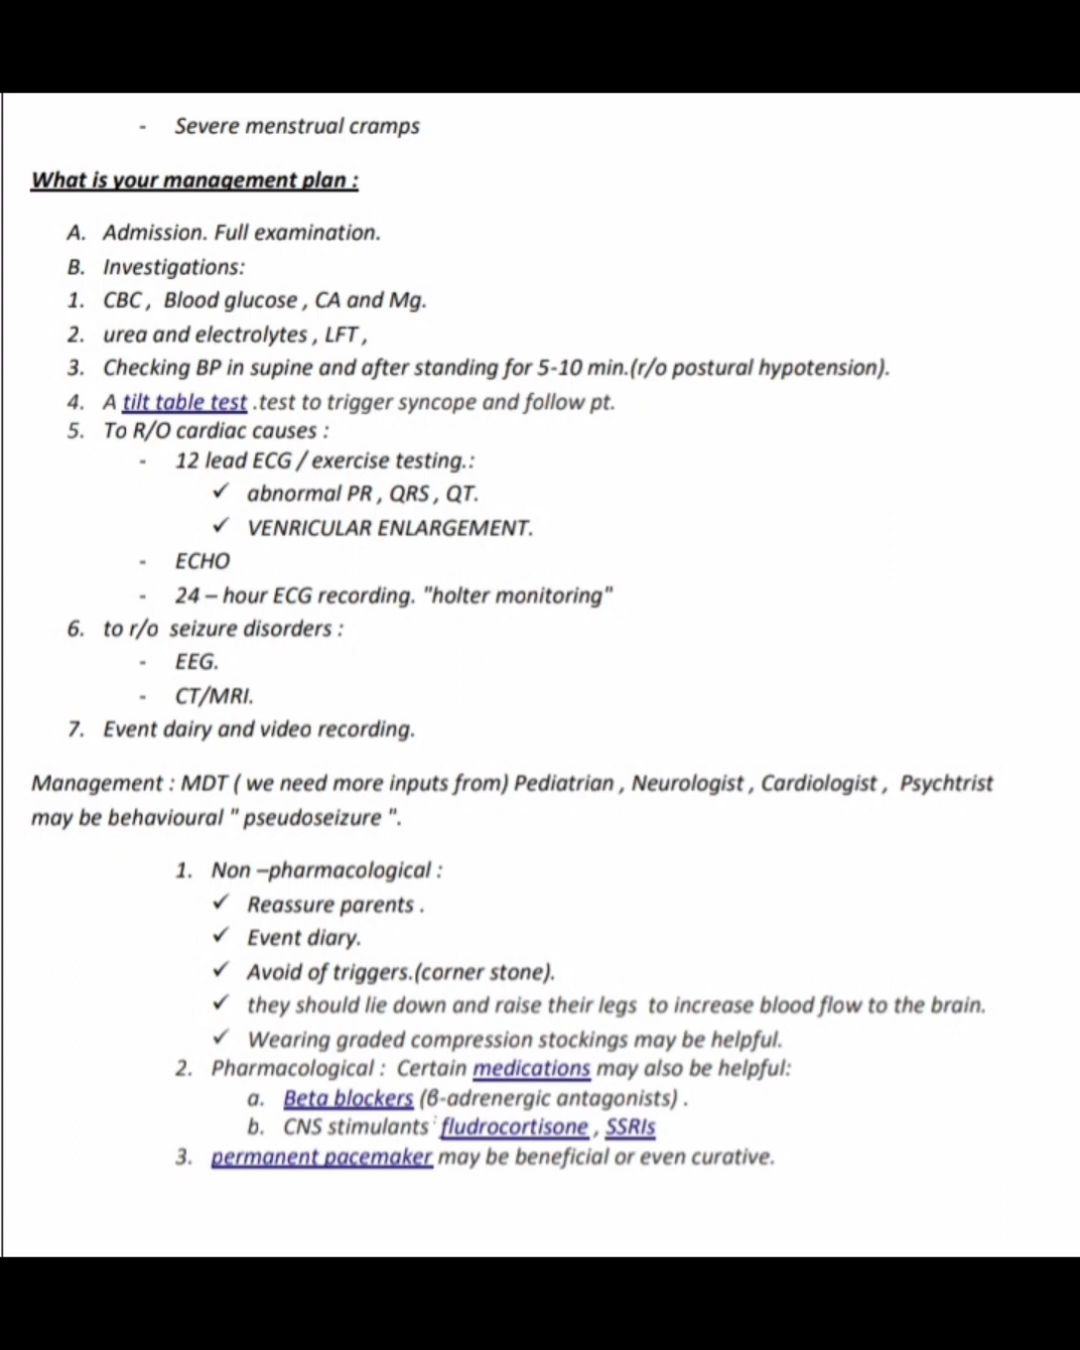 - Severe menstrual cramps
What is your management plan :
A. Admission. Full examination.
B. Investigations:
1. CBC , Blood glucose , CA and Mg.
2. urea and electrolytes , LFT ,
3. Checking BP in supine and after standing for 5-10 min.(r/o postural hypotension).
4. A tilt table test .test to trigger syncope and follow pt.
5. To R/O cardiac causes :
- 12 lead ECG / exercise testing.:
✓ abnormal PR , QRS , QT.
✓ VENRICULAR ENLARGEMENT.
- ECHO
- 24 – hour ECG recording. "holter monitoring"
6. to r/o seizure disorders :
- EEG.
- CT/MRI.
7. Event dairy and video recording.
Management : MDT ( we need more inputs from) Pediatrian , Neurologist , Cardiologist , Psychtrist
may be behavioural " pseudoseizure ".
1. Non –pharmacological :
✓ Reassure parents .
✓ Event diary.
✓ Avoid of triggers.(corner stone).
✓ they should lie down and raise their legs to increase blood flow to the brain.
✓ Wearing graded compression stockings may be helpful.
2. Pharmacological : Certain medications may also be helpful:
a. Beta blockers (β-adrenergic antagonists) .
b. CNS stimulants fludrocortisone , SSRIs
3. permanent pacemaker may be beneficial or even curative.